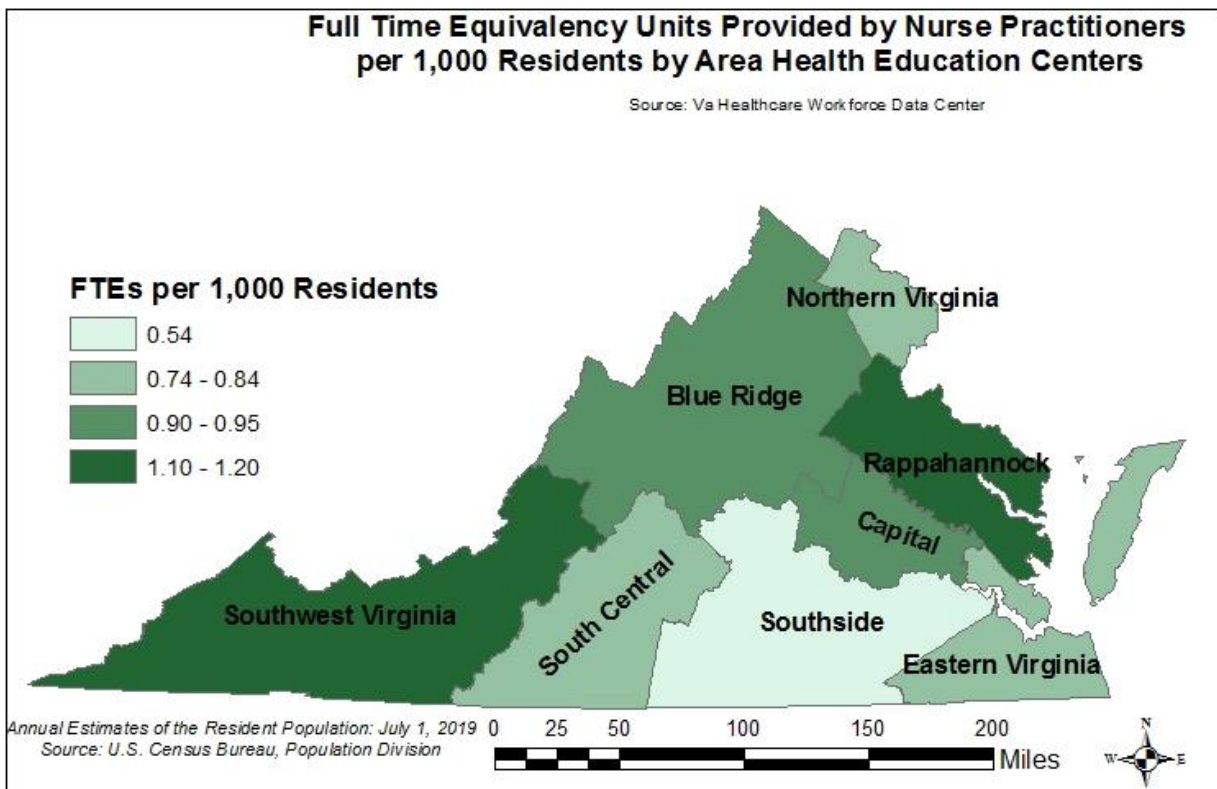 Full Time Equivalency Units Provided by Nurse Practitioners
per 1,000 Residents by Area Health Education Centers
Source: Va Healthcare Workforce Data Center
FTEs per 1,000 Residents
0.54
0.74 - 0.84
0.90 - 0.95
1.10 - 1.20
Northern Virginia
Blue Ridge
Rappahannock
Capital
Southwest Virginia
South Central
Southside
Eastern Virginia
Annual Estimates of the Resident Population: July 1, 2019
Source: U.S. Census Bureau, Population Division
0 25 50 100 150 200
Miles
N
W E
S